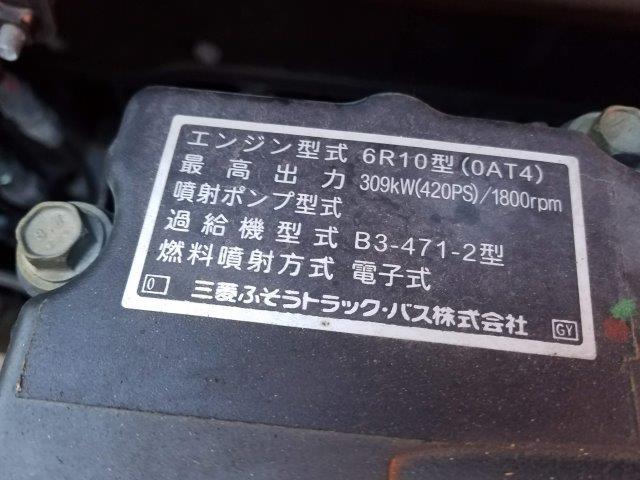 エンジン型式 6R10型(0AT4)
最高出力 309kW(420PS)/1800rpm
噴射ポンプ型式
過給機型式 B3-471-2型
燃料噴射方式 電子式
0 三菱ふそうトラック・バス株式会社 GY